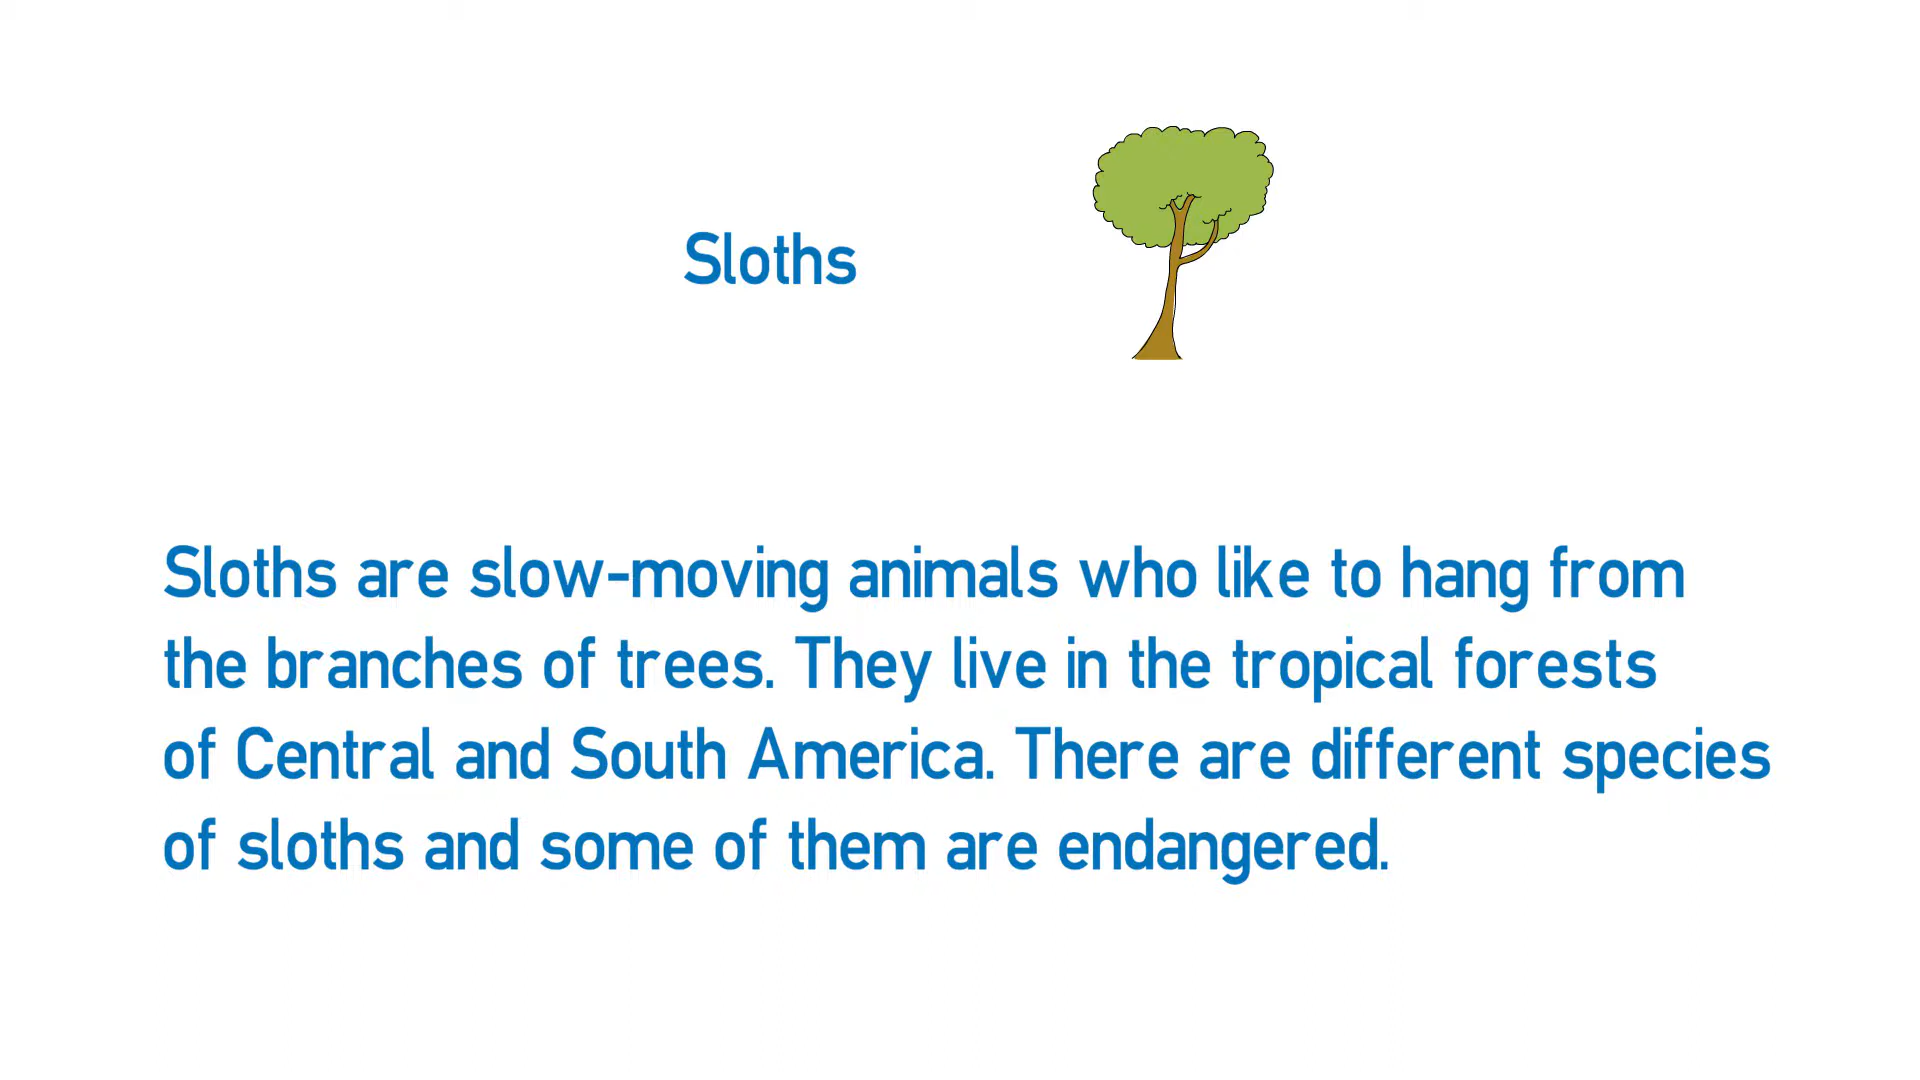 Sloths
Sloths are slow-moving animals who like to hang from
the branches of trees. They live in the tropical forests
of Central and South America. There are different species
of sloths and some of them are endangered.